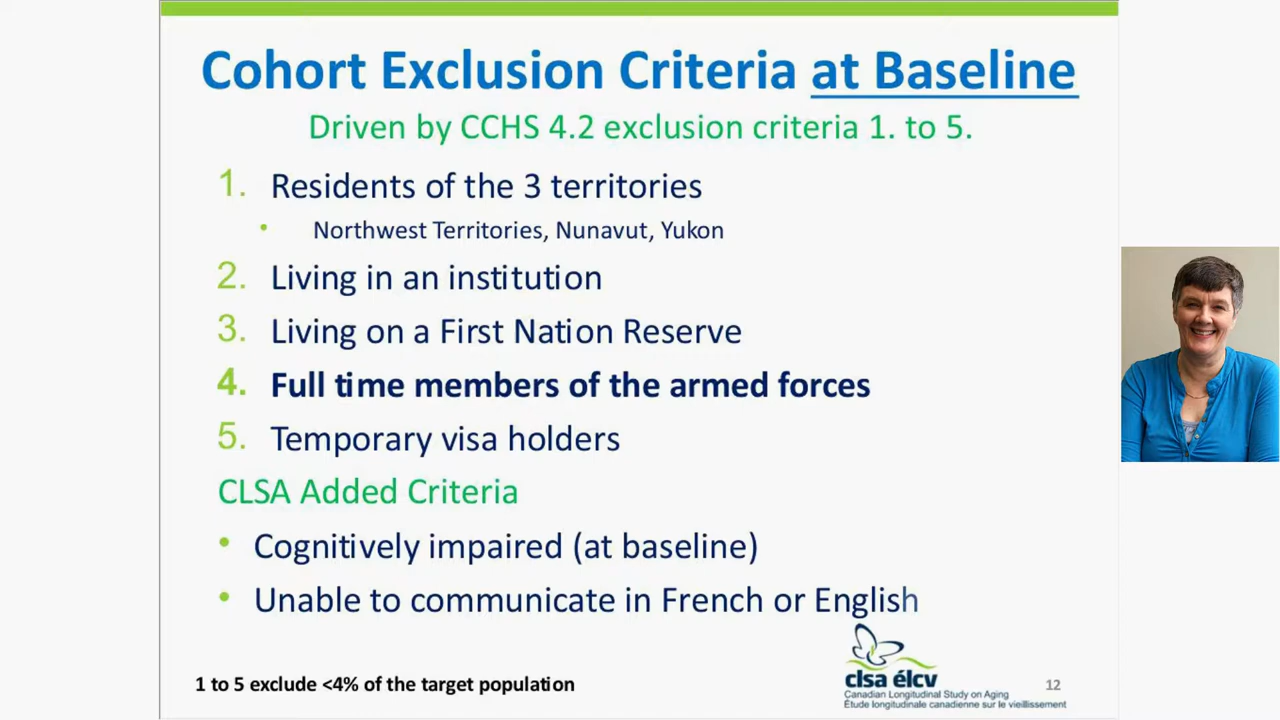 Cohort Exclusion Criteria at Baseline
Driven by CCHS 4.2 exclusion criteria 1. to 5.
1. Residents of the 3 territories
• Northwest Territories, Nunavut, Yukon
2. Living in an institution
3. Living on a First Nation Reserve
4. Full time members of the armed forces
5. Temporary visa holders
CLSA Added Criteria
• Cognitively impaired (at baseline)
• Unable to communicate in French or English
1 to 5 exclude <4% of the target population
clsa élcv
Canadian Longitudinal Study on Aging
Étude longitudinale canadienne sur le vieillissement
12